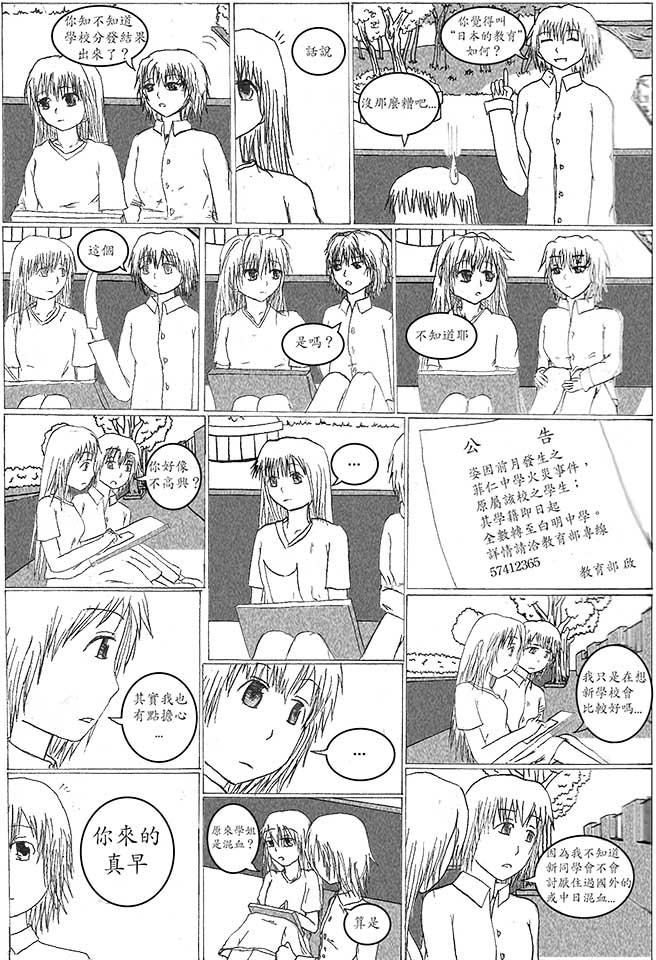 你覺得叫
"日本的教育"
如何？
沒那麼糟吧...
話說
你知不知道
學校分發結果
出來了？
不知道耶
是嗎？
這個
公告
姿因前月發生之
菲仁中學火災事件，
原屬該校之學生；
其學籍即日起
全數轉至白明中學。
詳情請洽教育部專線
57412365
教育部 啟
...
你好像
不高興？
我只是在想
新學校會
比較好嗎...
...
其實我也
有點擔心
...
因為我不知道
新同學會不會
討厭住過國外的
或中日混血...
原來學姐
是混血？
算是
你來的
真早